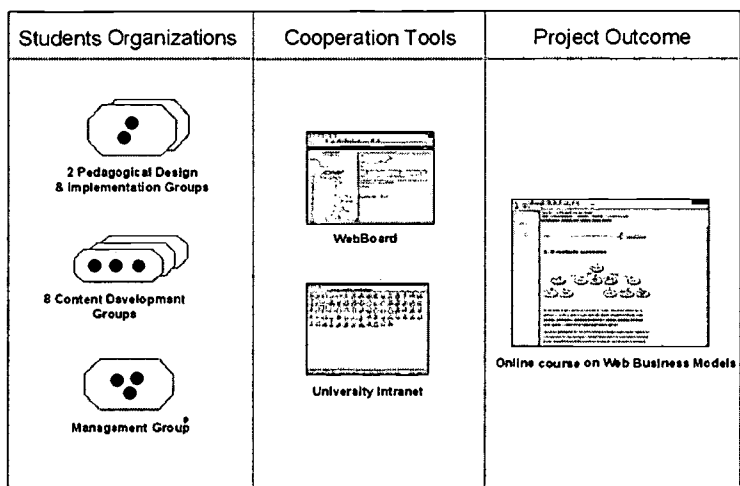 Students Organizations
Cooperation Tools
Project Outcome
2 Pedagogical Design
& Implementation Groups
8 Content Development
Groups
Management Group
WebBoard
University Intranet
Online course on Web Business Models